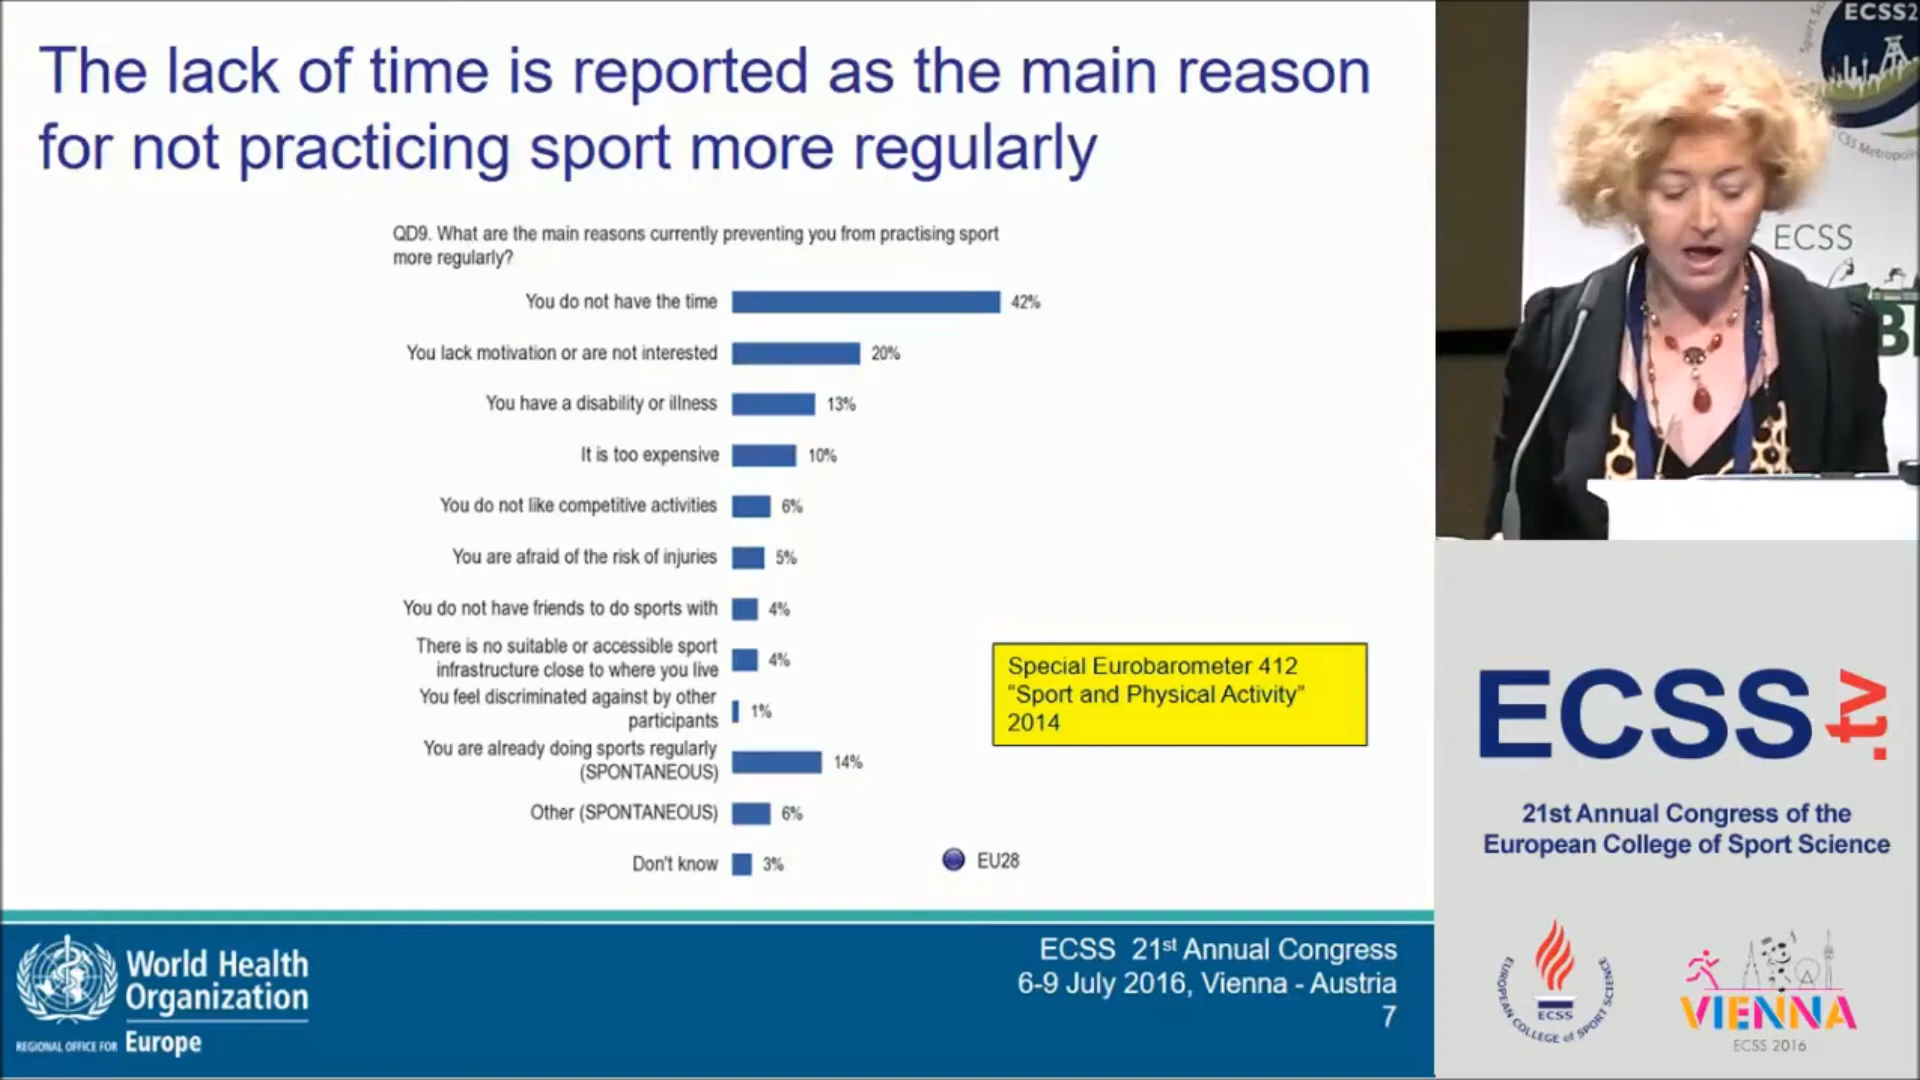 The lack of time is reported as the main reason
for not practicing sport more regularly
QD9. What are the main reasons currently preventing you from practising sport
more regularly?
You do not have the time 42%
You lack motivation or are not interested 20%
You have a disability or illness 13%
It is too expensive 10%
You do not like competitive activities 6%
You are afraid of the risk of injuries 5%
You do not have friends to do sports with 4%
There is no suitable or accessible sport
infrastructure close to where you live 4%
You feel discriminated against by other
participants 1%
You are already doing sports regularly
(SPONTANEOUS) 14%
Other (SPONTANEOUS) 6%
Don't know 3%
EU28
Special Eurobarometer 412
“Sport and Physical Activity”
2014
World Health
Organization
REGIONAL OFFICE FOR Europe
ECSS 21st Annual Congress
6-9 July 2016, Vienna - Austria
7
ECSS2
ECSS
ECSS.tv
21st Annual Congress of the
European College of Sport Science
EUROPEAN COLLEGE of SPORT SCIENCE
ECSS
VIENNA
ECSS 2016